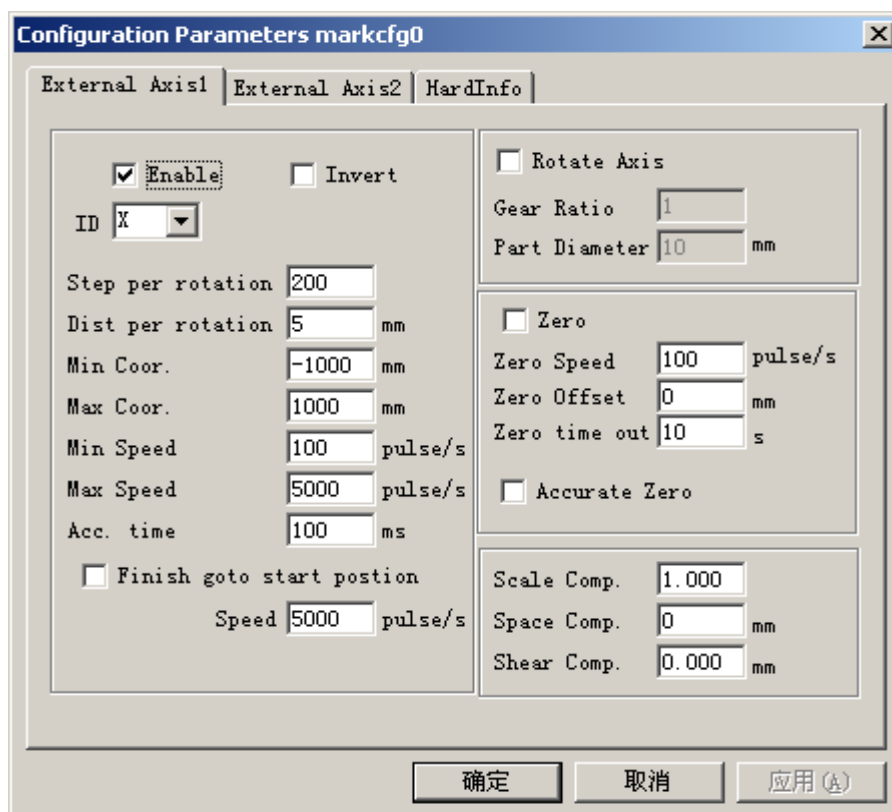 Configuration Parameters markcfg0
External Axis1 External Axis2 HardInfo
Enable Invert
ID X
Step per rotation 200
Dist per rotation 5 mm
Min Coor. -1000 mm
Max Coor. 1000 mm
Min Speed 100 pulse/s
Max Speed 5000 pulse/s
Acc. time 100 ms
Finish goto start postion
Speed 5000 pulse/s
Rotate Axis
Gear Ratio 1
Part Diameter 10 mm
Zero
Zero Speed 100 pulse/s
Zero Offset 0 mm
Zero time out 10 s
Accurate Zero
Scale Comp. 1.000
Space Comp. 0 mm
Shear Comp. 0.000 mm
确定 取消 应用(A)